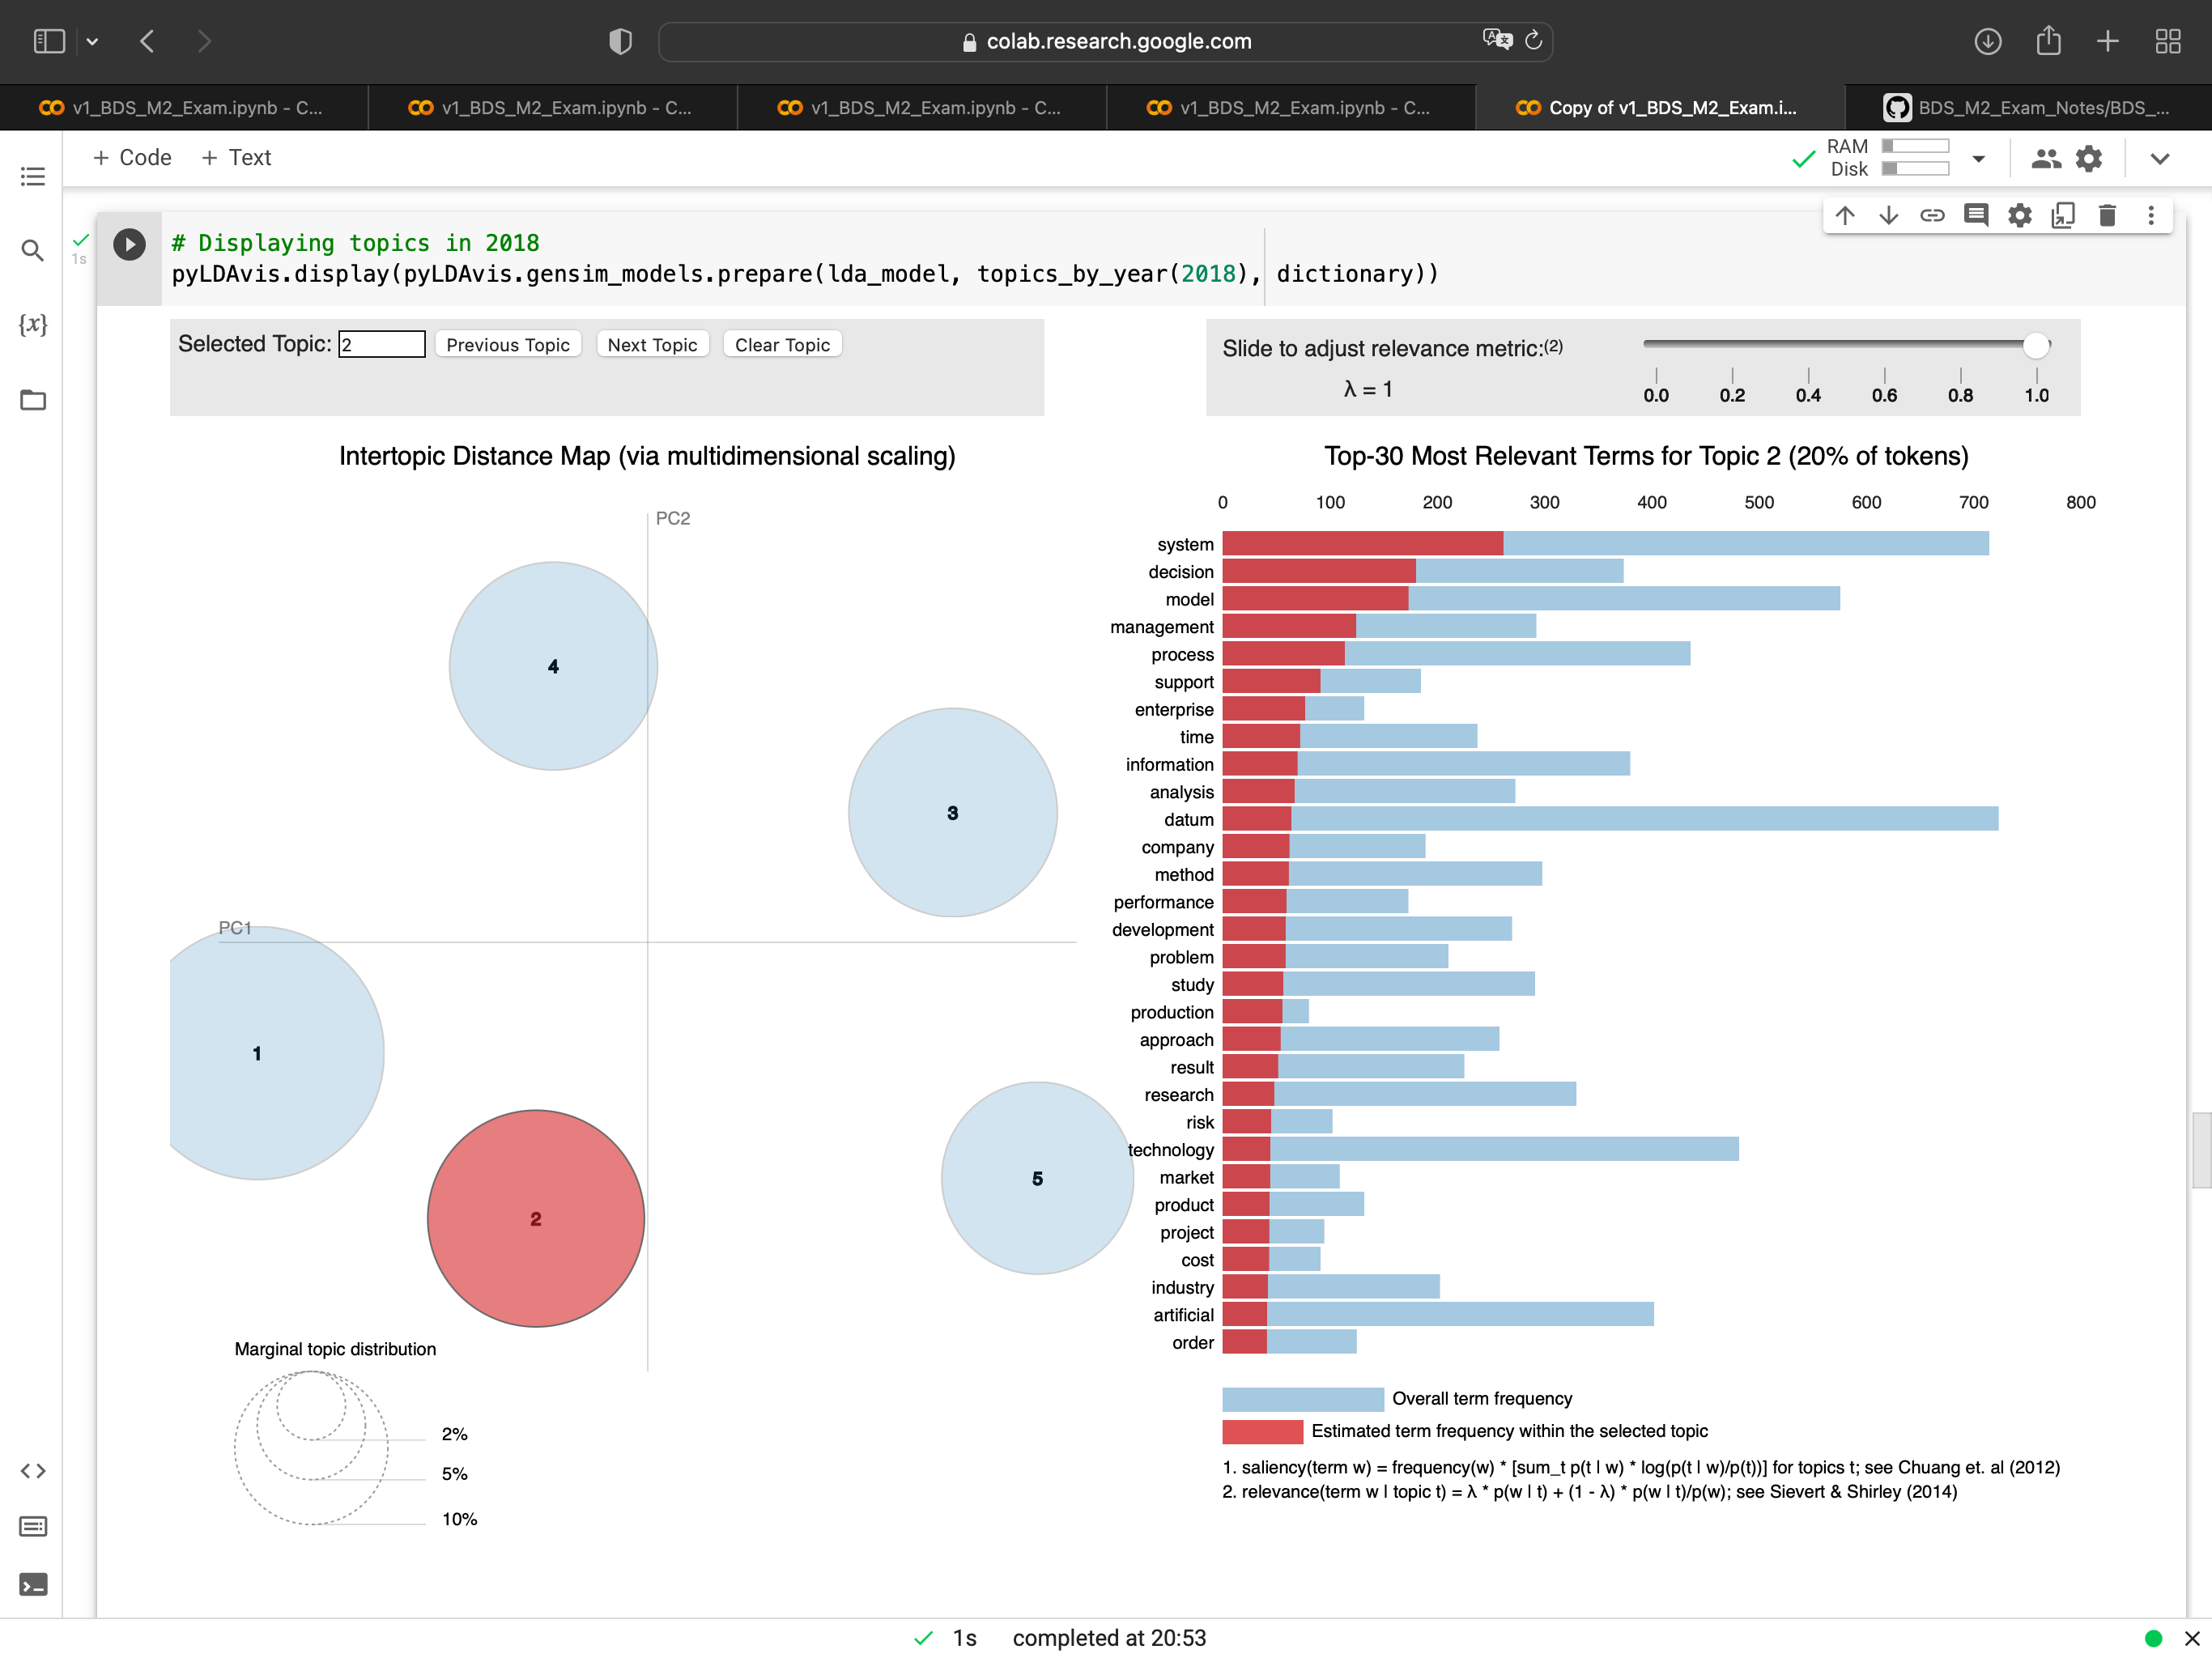 colab.research.google.com
v1_BDS_M2_Exam.ipynb - C...
v1_BDS_M2_Exam.ipynb - C...
v1_BDS_M2_Exam.ipynb - C...
v1_BDS_M2_Exam.ipynb - C...
Copy of v1_BDS_M2_Exam.i...
BDS_M2_Exam_Notes/BDS_...
+ Code + Text
RAM
Disk
{x}
1s
# Displaying topics in 2018
pyLDAvis.display(pyLDAvis.gensim_models.prepare(lda_model, topics_by_year(2018), dictionary))
Selected Topic: 2 Previous Topic Next Topic Clear Topic
Slide to adjust relevance metric:(2)
λ = 1
0.0 0.2 0.4 0.6 0.8 1.0
Intertopic Distance Map (via multidimensional scaling)
PC2
4
3
PC1
1
2
5
Marginal topic distribution
2%
5%
10%
Top-30 Most Relevant Terms for Topic 2 (20% of tokens)
0 100 200 300 400 500 600 700 800
system
decision
model
management
process
support
enterprise
time
information
analysis
datum
company
method
performance
development
problem
study
production
approach
result
research
risk
technology
market
product
project
cost
industry
artificial
order
Overall term frequency
Estimated term frequency within the selected topic
1. saliency(term w) = frequency(w) * [sum_t p(t | w) * log(p(t | w)/p(t))] for topics t; see Chuang et. al (2012)
2. relevance(term w | topic t) = λ * p(w | t) + (1 - λ) * p(w | t)/p(w); see Sievert & Shirley (2014)
1s completed at 20:53